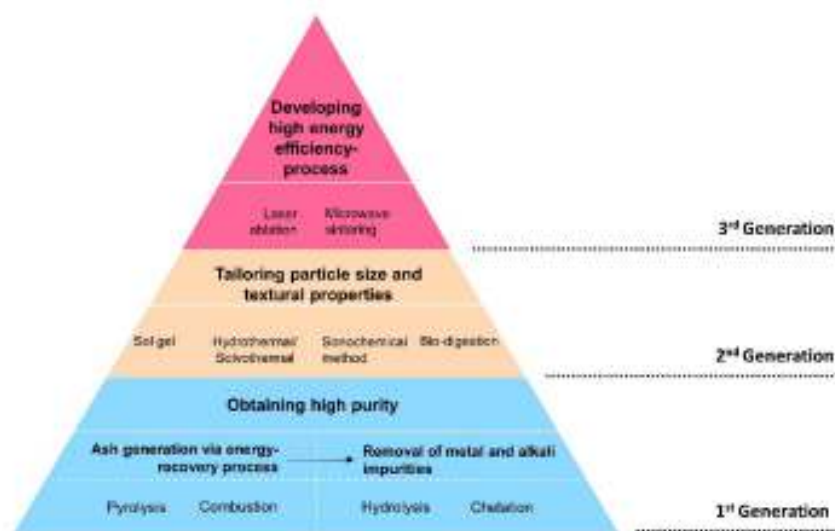 Developing
high energy
efficiency-
process
Laser
ablation
Microwave
sintering
3rd Generation
Tailoring particle size and
textural properties
Sol gel
Hydrothermal/
Solvothermal
Sonochemical
method
Bio-digestion
2nd Generation
Obtaining high purity
Ash generation via energy-
recovery process
Removal of metal and alkali
impurities
Pyrolysis
Combustion
Hydrolysis
Chelation
1st Generation